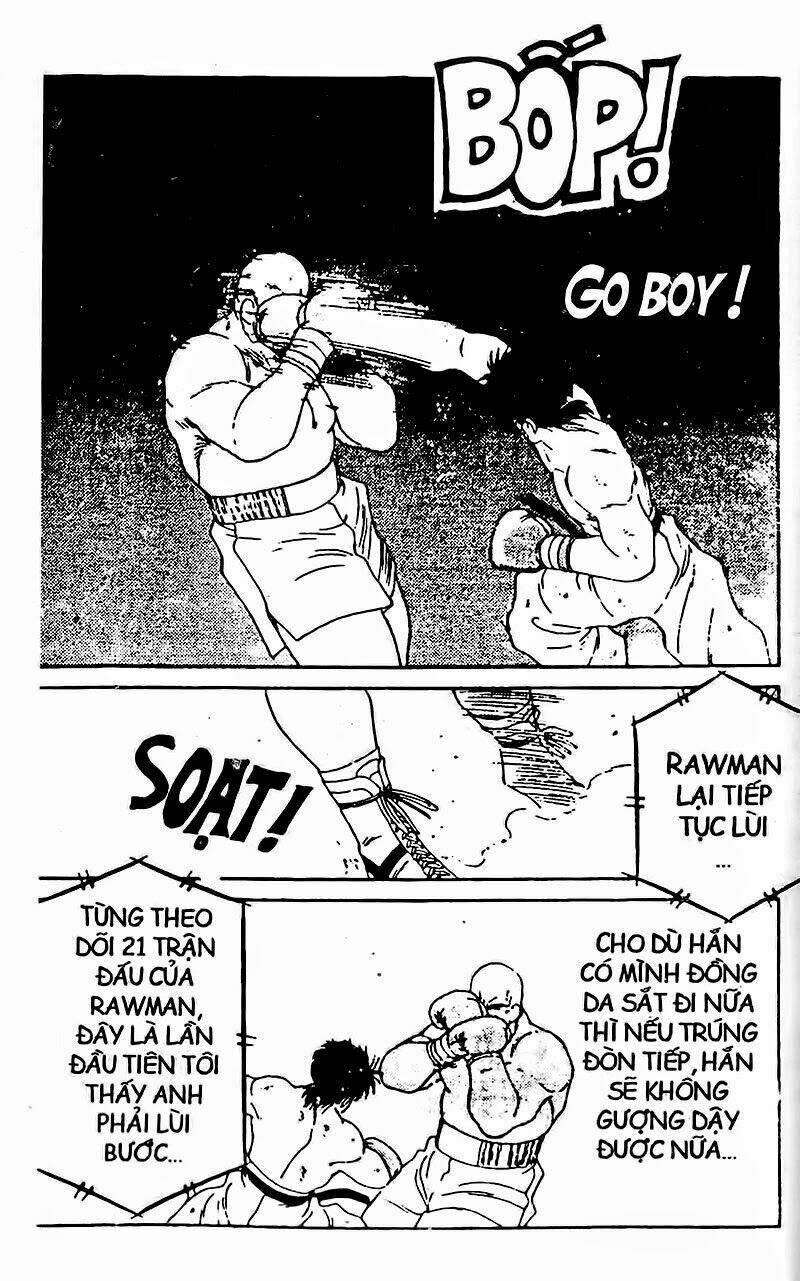 BỐP!
GO BOY!
SOẠT!
RAWMAN
LẠI TIẾP
TỤC LÙI
...
TỪNG THEO
DÕI 21 TRẬN
ĐẤU CỦA
RAWMAN,
ĐÂY LÀ LẦN
ĐẦU TIÊN TÔI
THẤY ANH
PHẢI LÙI
BƯỚC...
CHO DÙ HẮN
CÓ MÌNH ĐỒNG
DA SẮT ĐI NỮA
THÌ NẾU TRÚNG
ĐÒN TIẾP, HẮN
SẼ KHÔNG
GƯỢNG DẬY
ĐƯỢC NỮA...